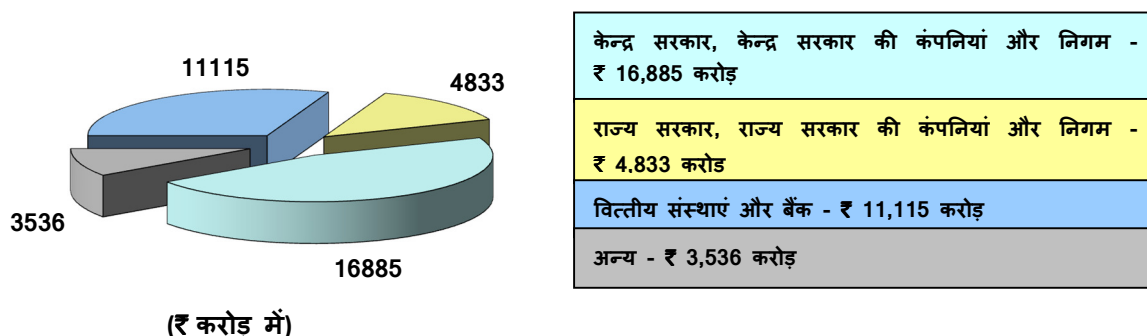 11115
4833
3536
16885
(₹ करोड में)
केन्द्र सरकार, केन्द्र सरकार की कंपनियां और निगम -
₹ 16,885 करोड़
राज्य सरकार, राज्य सरकार की कंपनियां और निगम -
₹ 4,833 करोड
वित्तीय संस्थाएं और बैंक - ₹ 11,115 करोड़
अन्य - ₹ 3,536 करोड़